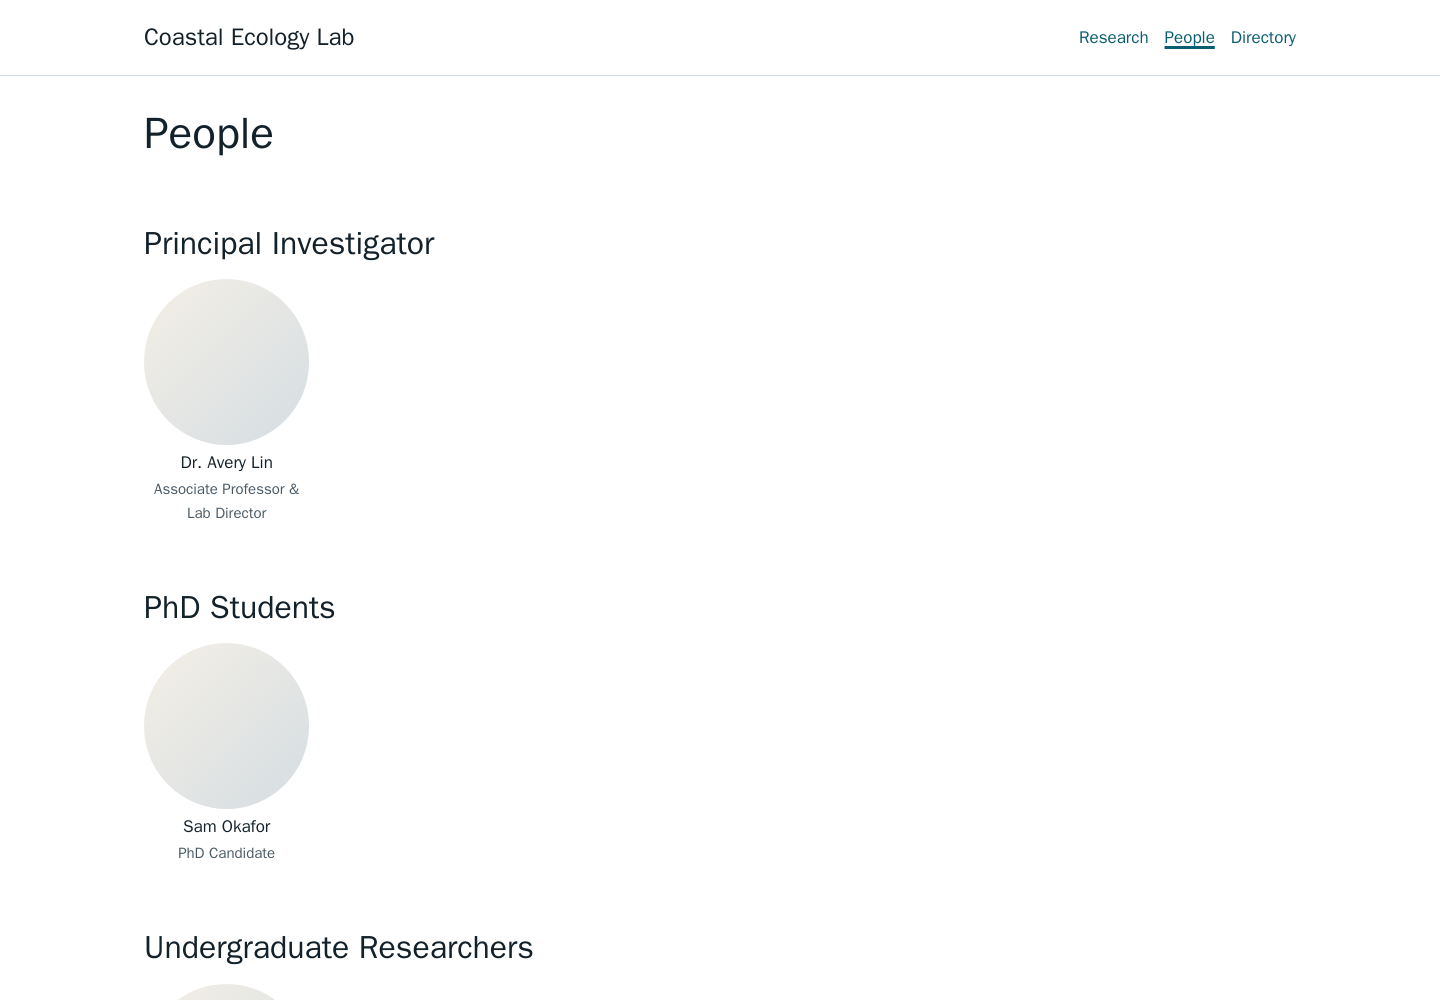 Coastal Ecology Lab
Research People Directory
People
Principal Investigator
Dr. Avery Lin
Associate Professor &
Lab Director
PhD Students
Sam Okafor
PhD Candidate
Undergraduate Researchers